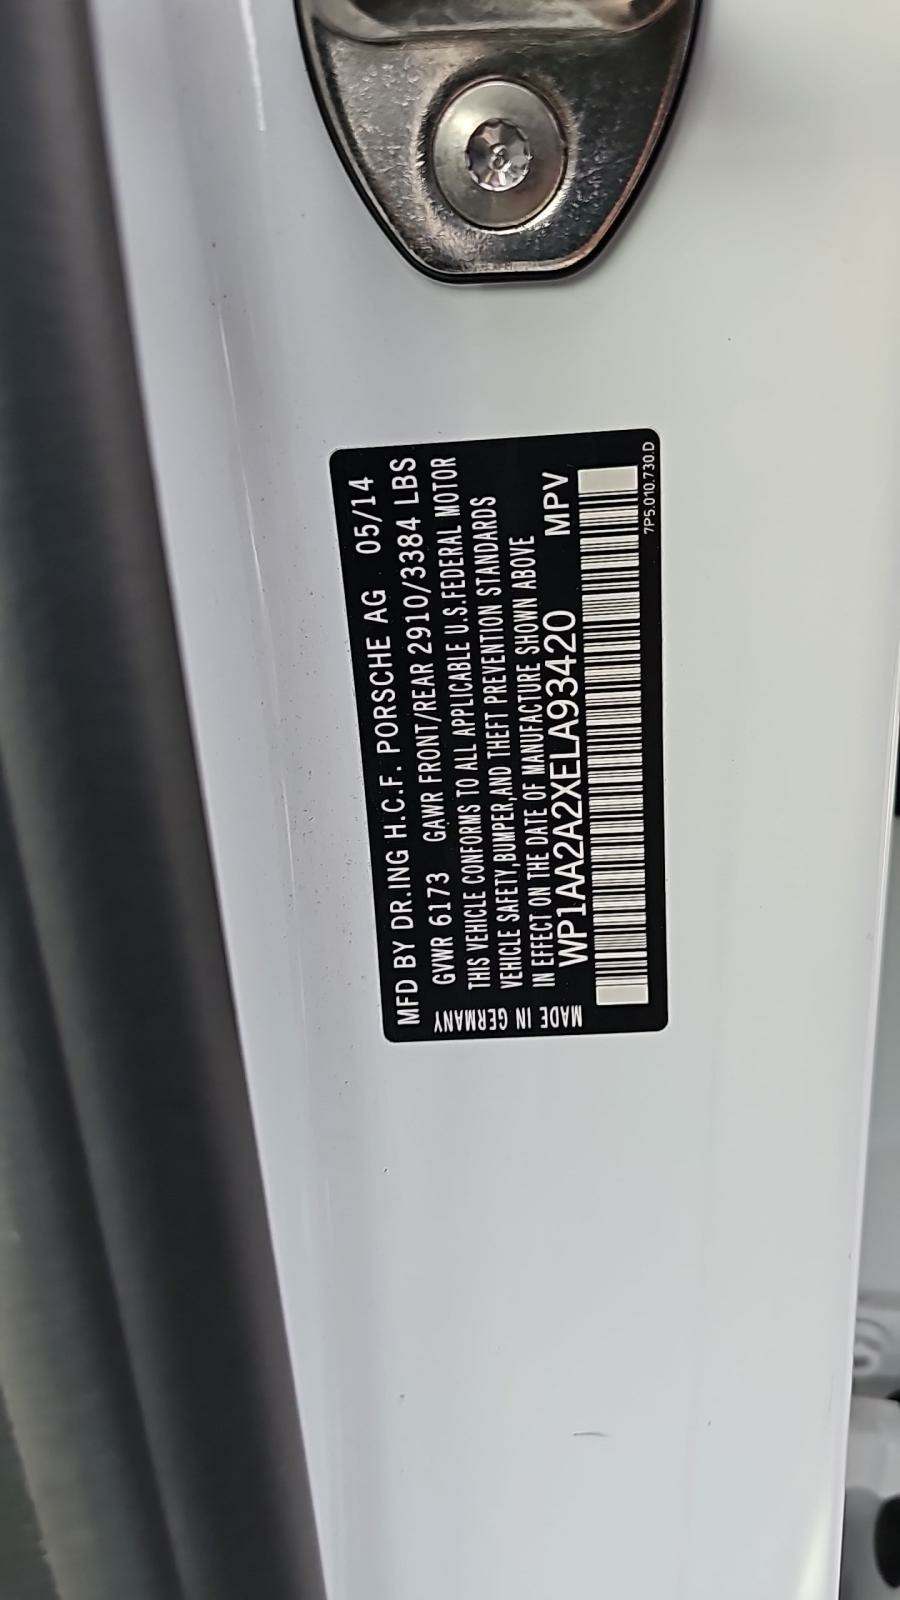 MFD BY DR.ING H.C.F. PORSCHE AG 05/14
GVWR 6173 GAWR FRONT/REAR 2910/3384 LBS
THIS VEHICLE CONFORMS TO ALL APPLICABLE U.S.FEDERAL MOTOR
VEHICLE SAFETY,BUMPER,AND THEFT PREVENTION STANDARDS
IN EFFECT ON THE DATE OF MANUFACTURE SHOWN ABOVE
WP1AA2A2XELA93420 MPV
MADE IN GERMANY
7P5.010.730.D